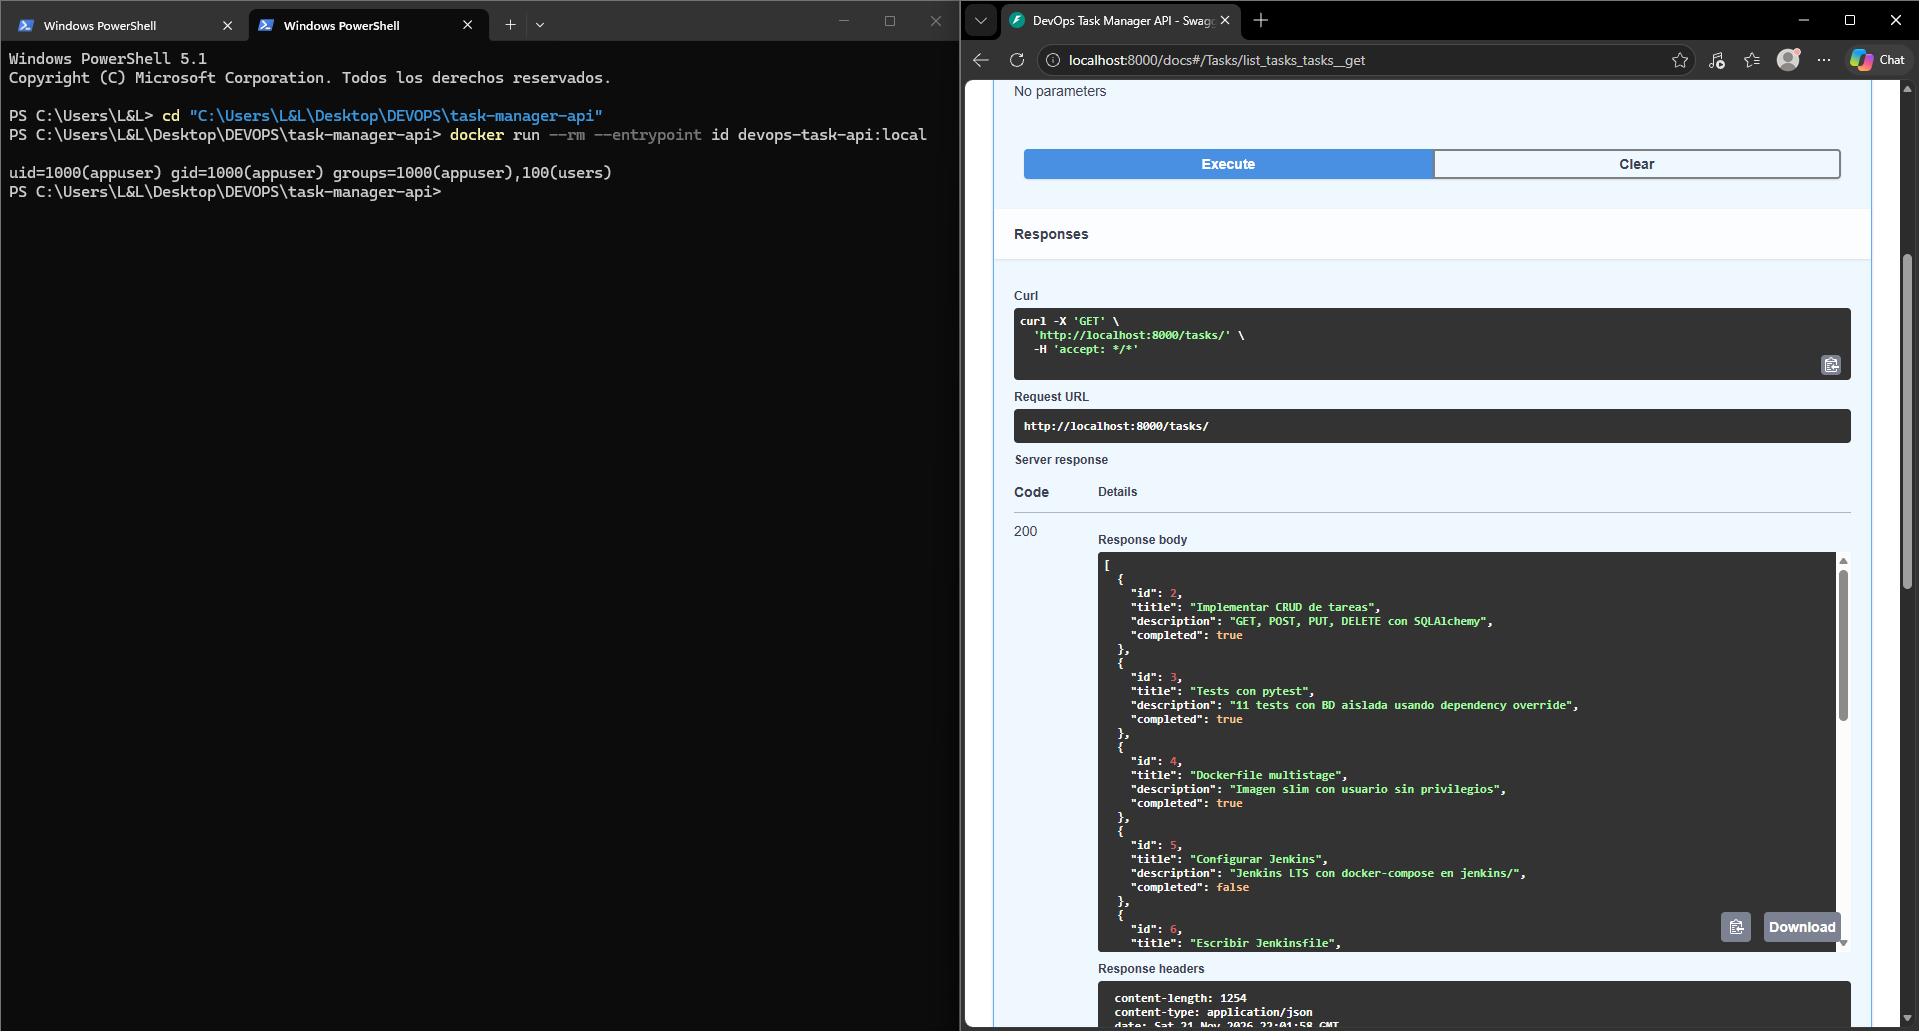 Windows PowerShell
Windows PowerShell
Windows PowerShell 5.1
Copyright (C) Microsoft Corporation. Todos los derechos reservados.
PS C:\Users\L&L> cd "C:\Users\L&L\Desktop\DEVOPS\task-manager-api"
PS C:\Users\L&L\Desktop\DEVOPS\task-manager-api> docker run --rm --entrypoint id devops-task-api:local
uid=1000(appuser) gid=1000(appuser) groups=1000(appuser),100(users)
PS C:\Users\L&L\Desktop\DEVOPS\task-manager-api>
DevOps Task Manager API - Swag
localhost:8000/docs#/Tasks/list_tasks_tasks__get
Chat
No parameters
Execute
Clear
Responses
Curl
curl -X 'GET' \
'http://localhost:8000/tasks/' \
-H 'accept: */*'
Request URL
http://localhost:8000/tasks/
Server response
Code
Details
200
Response body
[
{
"id": 2,
"title": "Implementar CRUD de tareas",
"description": "GET, POST, PUT, DELETE con SQLAlchemy",
"completed": true
},
{
"id": 3,
"title": "Tests con pytest",
"description": "11 tests con BD aislada usando dependency override",
"completed": true
},
{
"id": 4,
"title": "Dockerfile multistage",
"description": "Imagen slim con usuario sin privilegios",
"completed": true
},
{
"id": 5,
"title": "Configurar Jenkins",
"description": "Jenkins LTS con docker-compose en jenkins/",
"completed": false
},
{
"id": 6,
"title": "Escribir Jenkinsfile",
Download
Response headers
content-length: 1254
content-type: application/json
date: Sat,21 Nov 2026 22:01:58 GMT